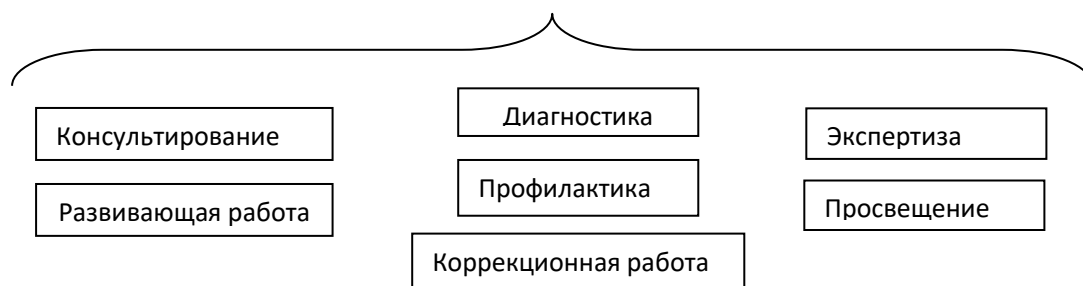 Консультирование
Развивающая работа
Диагностика
Профилактика
Коррекционная работа
Экспертиза
Просвещение